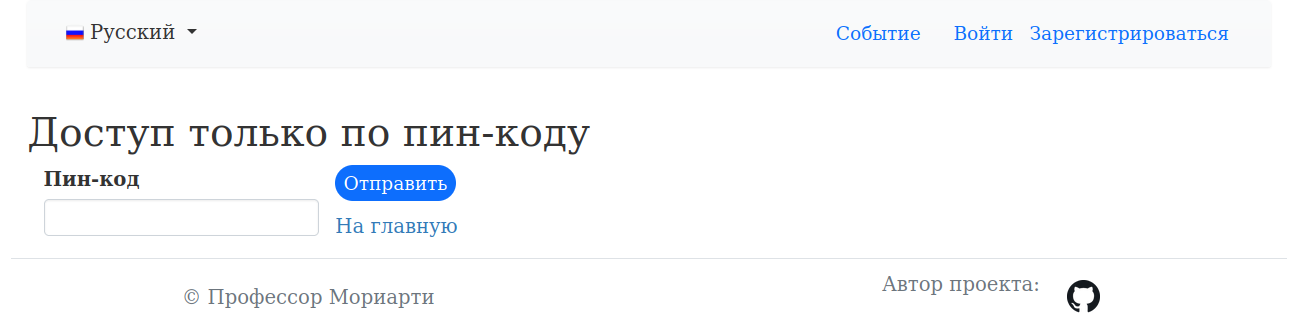 Русский
Событие Войти Зарегистрироваться
Доступ только по пин-коду
Пин-код
Отправить
На главную
© Профессор Мориарти
Автор проекта: